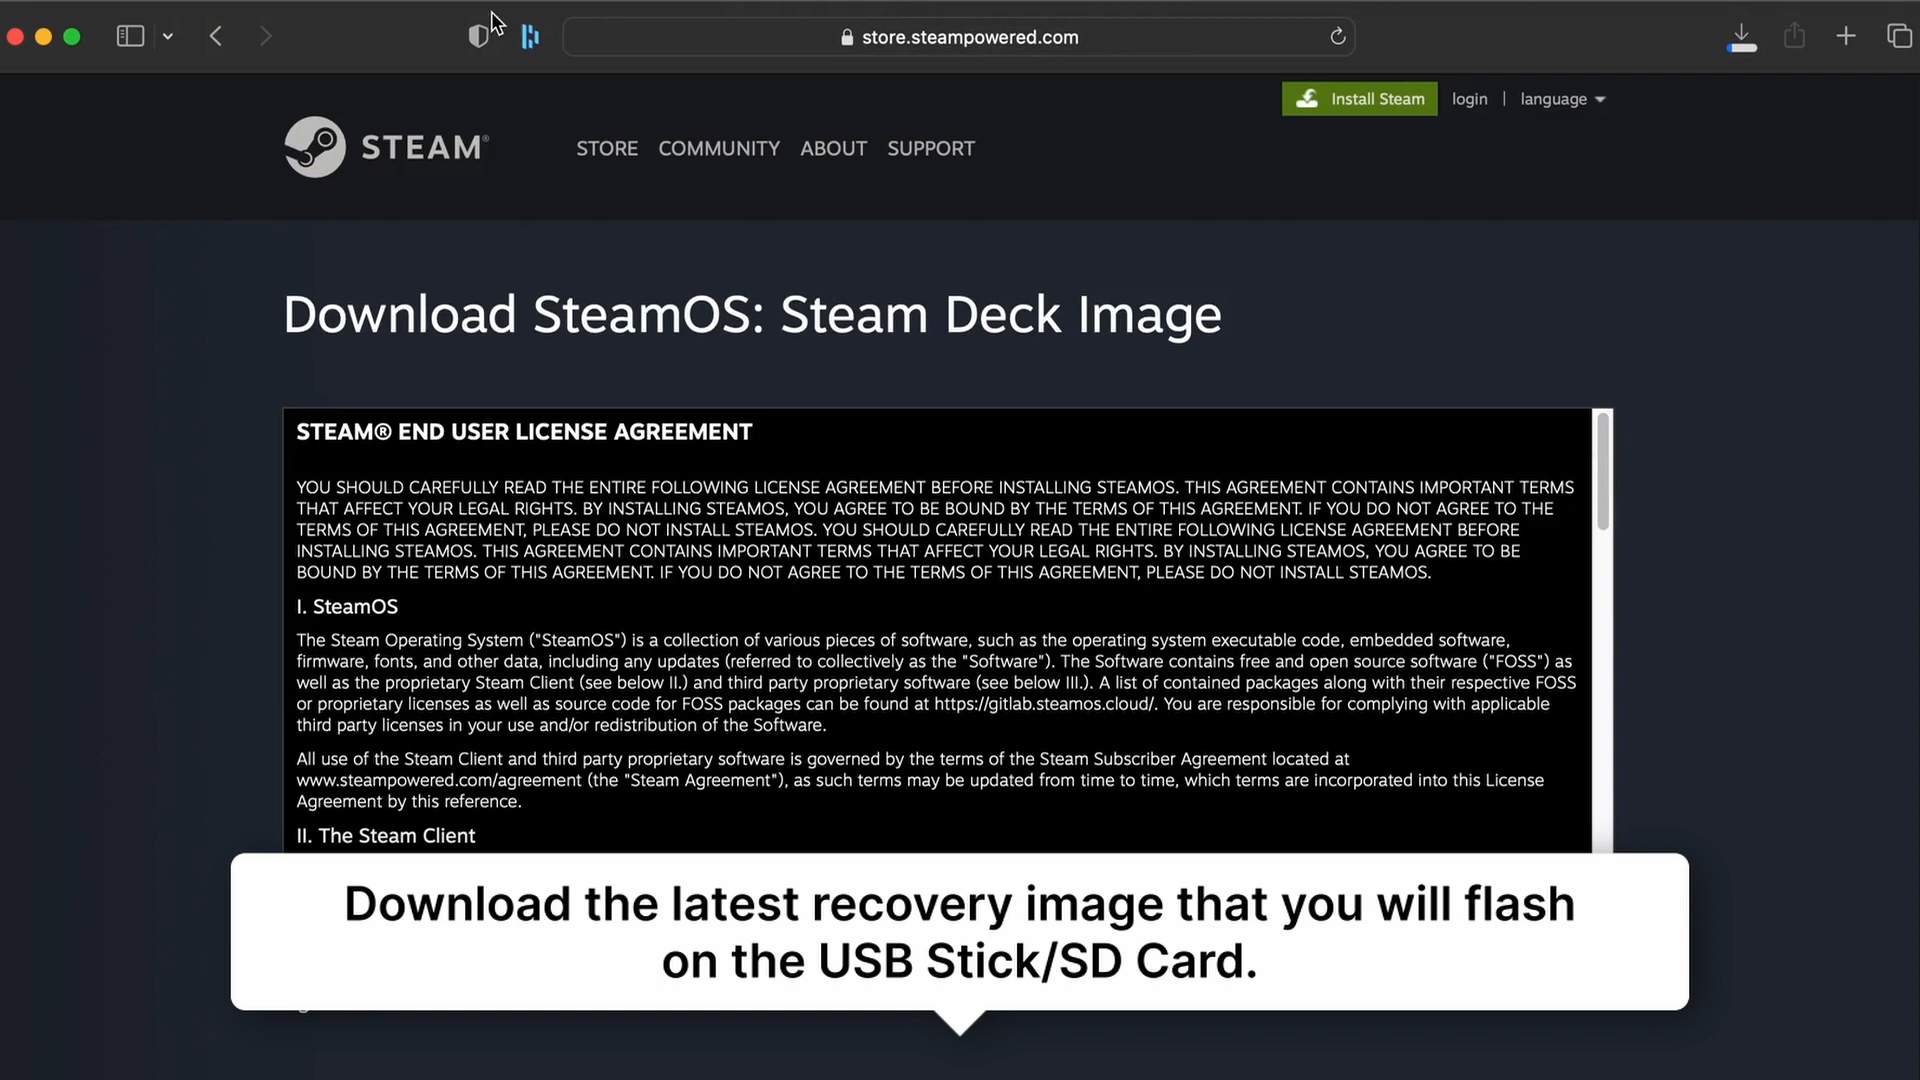 store.steampowered.com
Install Steam
login | language
STEAM®
STORE COMMUNITY ABOUT SUPPORT
Download SteamOS: Steam Deck Image
STEAM® END USER LICENSE AGREEMENT
YOU SHOULD CAREFULLY READ THE ENTIRE FOLLOWING LICENSE AGREEMENT BEFORE INSTALLING STEAMOS. THIS AGREEMENT CONTAINS IMPORTANT TERMS
THAT AFFECT YOUR LEGAL RIGHTS. BY INSTALLING STEAMOS, YOU AGREE TO BE BOUND BY THE TERMS OF THIS AGREEMENT. IF YOU DO NOT AGREE TO THE
TERMS OF THIS AGREEMENT, PLEASE DO NOT INSTALL STEAMOS. YOU SHOULD CAREFULLY READ THE ENTIRE FOLLOWING LICENSE AGREEMENT BEFORE
INSTALLING STEAMOS. THIS AGREEMENT CONTAINS IMPORTANT TERMS THAT AFFECT YOUR LEGAL RIGHTS. BY INSTALLING STEAMOS, YOU AGREE TO BE
BOUND BY THE TERMS OF THIS AGREEMENT. IF YOU DO NOT AGREE TO THE TERMS OF THIS AGREEMENT, PLEASE DO NOT INSTALL STEAMOS.
I. SteamOS
The Steam Operating System ("SteamOS") is a collection of various pieces of software, such as the operating system executable code, embedded software,
firmware, fonts, and other data, including any updates (referred to collectively as the "Software"). The Software contains free and open source software ("FOSS") as
well as the proprietary Steam Client (see below II.) and third party proprietary software (see below III.). A list of contained packages along with their respective FOSS
or proprietary licenses as well as source code for FOSS packages can be found at https://gitlab.steamos.cloud/. You are responsible for complying with applicable
third party licenses in your use and/or redistribution of the Software.
All use of the Steam Client and third party proprietary software is governed by the terms of the Steam Subscriber Agreement located at
www.steampowered.com/agreement (the "Steam Agreement"), as such terms may be updated from time to time, which terms are incorporated into this License
Agreement by this reference.
II. The Steam Client
Download the latest recovery image that you will flash
on the USB Stick/SD Card.